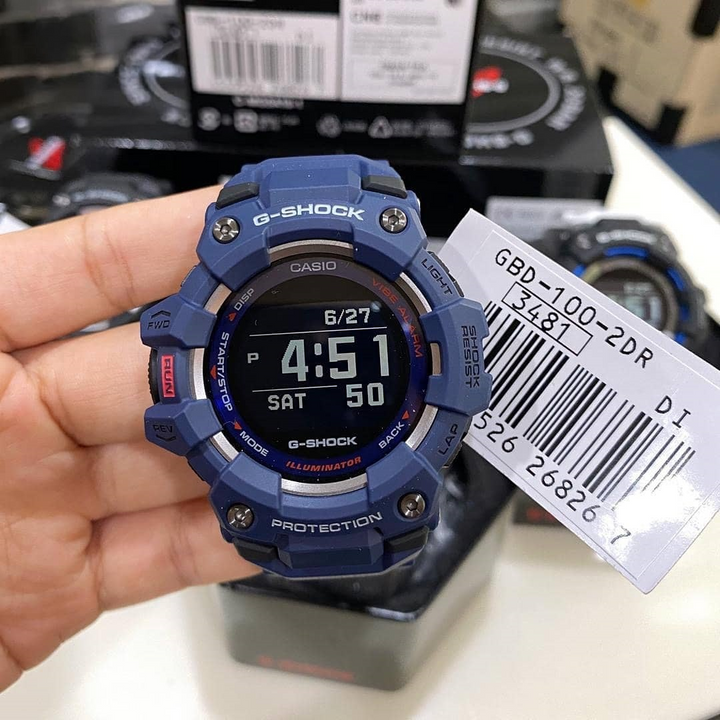 G-SHOCK
CASIO
DISP
LIGHT
VIBE ALARM
FWD
6/27
SHOCK
RESIST
START/STOP
RUN
P 4:51
SAT 50
REV
MODE
G-SHOCK
BACK
LAP
ILLUMINATOR
PROTECTION
GBD-100-2DR
3481
DI
526 26826 7